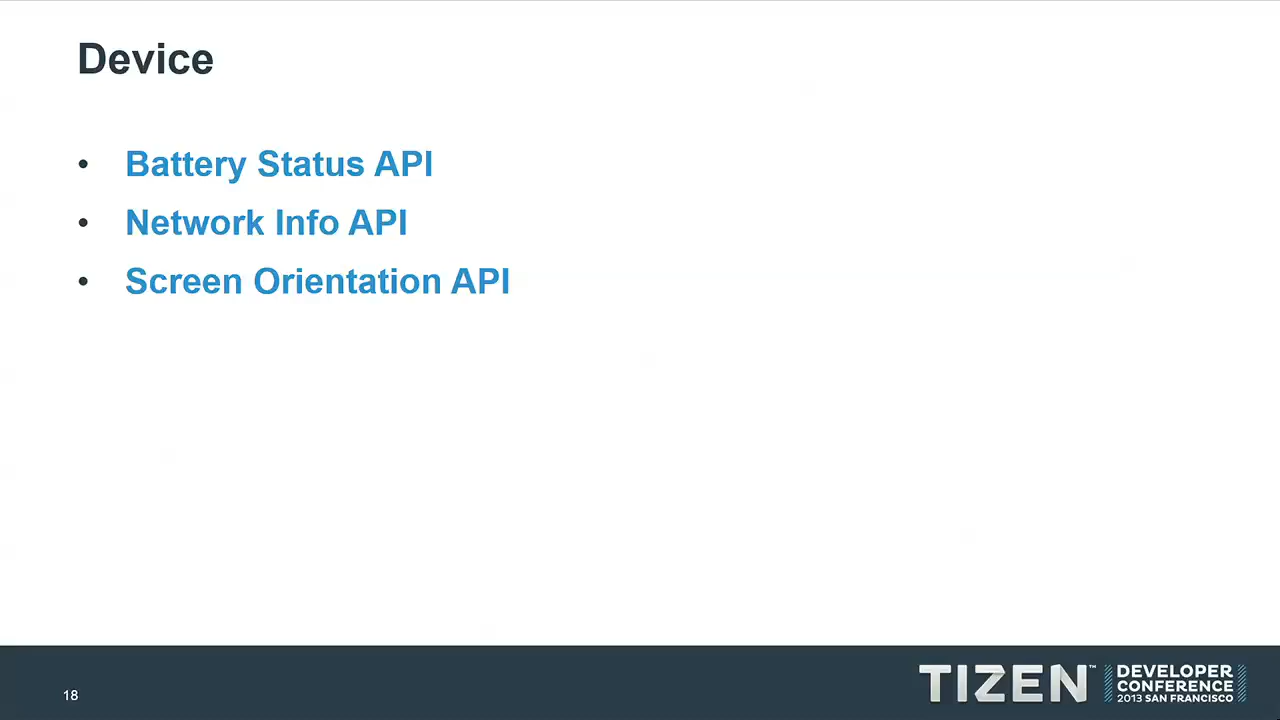 Device
• Battery Status API
• Network Info API
• Screen Orientation API
18
TIZEN™
DEVELOPER
CONFERENCE
2013 SAN FRANCISCO